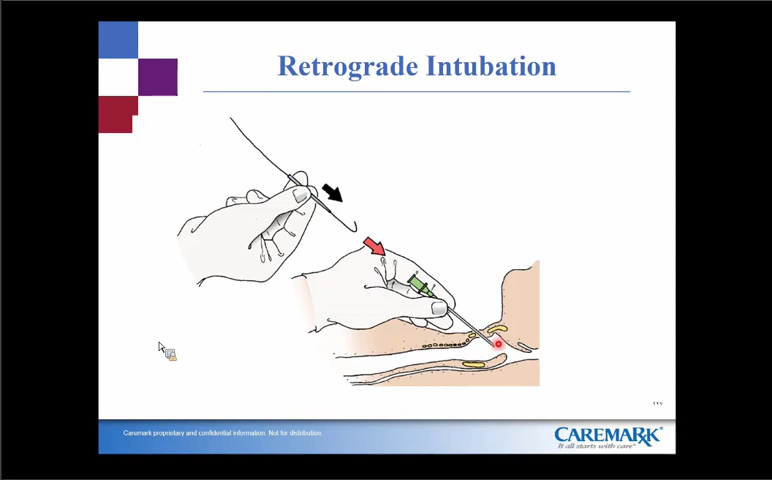 Retrograde Intubation
Caremark proprietary and confidential information. Not for distribution.
CAREMARK
It all starts with care